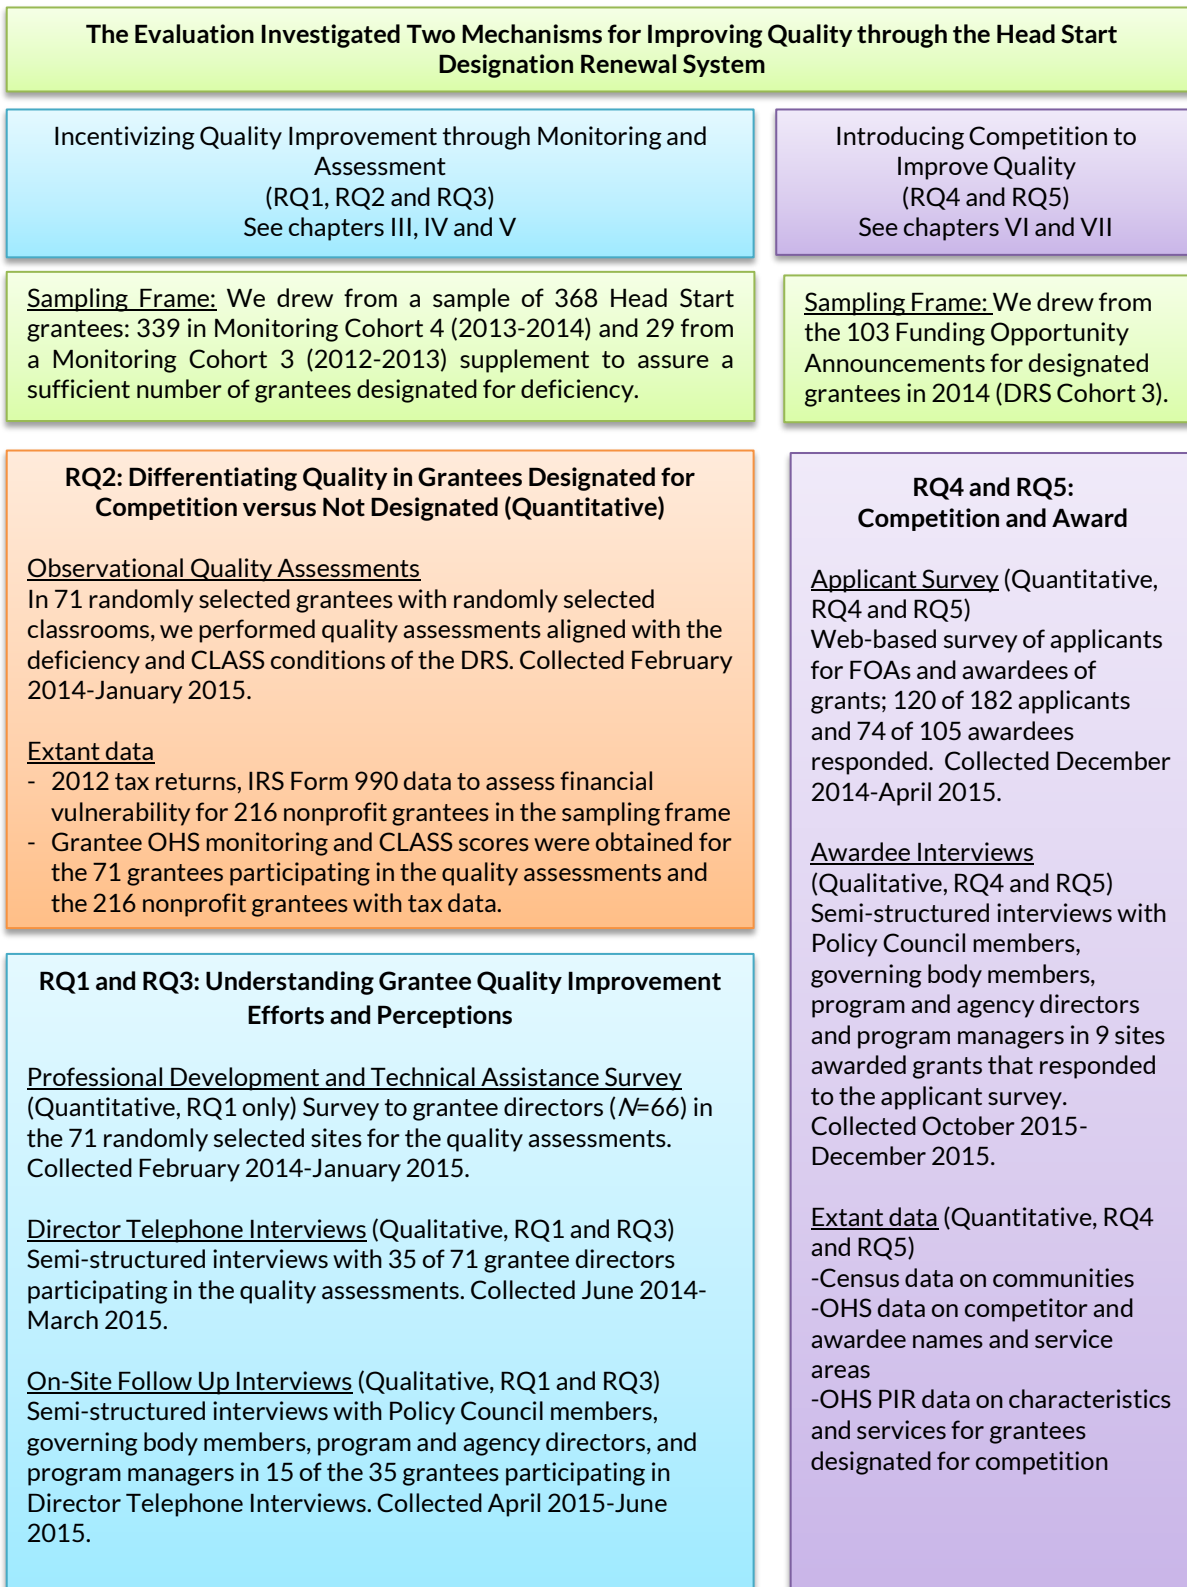 The Evaluation Investigated Two Mechanisms for Improving Quality through the Head Start
Designation Renewal System
Incentivizing Quality Improvement through Monitoring and
Assessment
(RQ1, RQ2 and RQ3)
See chapters III, IV and V
Introducing Competition to
Improve Quality
(RQ4 and RQ5)
See chapters VI and VII
Sampling Frame: We drew from a sample of 368 Head Start
grantees: 339 in Monitoring Cohort 4 (2013-2014) and 29 from
a Monitoring Cohort 3 (2012-2013) supplement to assure a
sufficient number of grantees designated for deficiency.
Sampling Frame: We drew from
the 103 Funding Opportunity
Announcements for designated
grantees in 2014 (DRS Cohort 3).
RQ2: Differentiating Quality in Grantees Designated for
Competition versus Not Designated (Quantitative)
Observational Quality Assessments
In 71 randomly selected grantees with randomly selected
classrooms, we performed quality assessments aligned with the
deficiency and CLASS conditions of the DRS. Collected February
2014-January 2015.
Extant data
- 2012 tax returns, IRS Form 990 data to assess financial
vulnerability for 216 nonprofit grantees in the sampling frame
- Grantee OHS monitoring and CLASS scores were obtained for
the 71 grantees participating in the quality assessments and
the 216 nonprofit grantees with tax data.
RQ1 and RQ3: Understanding Grantee Quality Improvement
Efforts and Perceptions
Professional Development and Technical Assistance Survey
(Quantitative, RQ1 only) Survey to grantee directors (N=66) in
the 71 randomly selected sites for the quality assessments.
Collected February 2014-January 2015.
Director Telephone Interviews (Qualitative, RQ1 and RQ3)
Semi-structured interviews with 35 of 71 grantee directors
participating in the quality assessments. Collected June 2014-
March 2015.
On-Site Follow Up Interviews (Qualitative, RQ1 and RQ3)
Semi-structured interviews with Policy Council members,
governing body members, program and agency directors, and
program managers in 15 of the 35 grantees participating in
Director Telephone Interviews. Collected April 2015-June
2015.
RQ4 and RQ5:
Competition and Award
Applicant Survey (Quantitative,
RQ4 and RQ5)
Web-based survey of applicants
for FOAs and awardees of
grants; 120 of 182 applicants
and 74 of 105 awardees
responded. Collected December
2014-April 2015.
Awardee Interviews
(Qualitative, RQ4 and RQ5)
Semi-structured interviews with
Policy Council members,
governing body members,
program and agency directors
and program managers in 9 sites
awarded grants that responded
to the applicant survey.
Collected October 2015-
December 2015.
Extant data (Quantitative, RQ4
and RQ5)
-Census data on communities
-OHS data on competitor and
awardee names and service
areas
-OHS PIR data on characteristics
and services for grantees
designated for competition